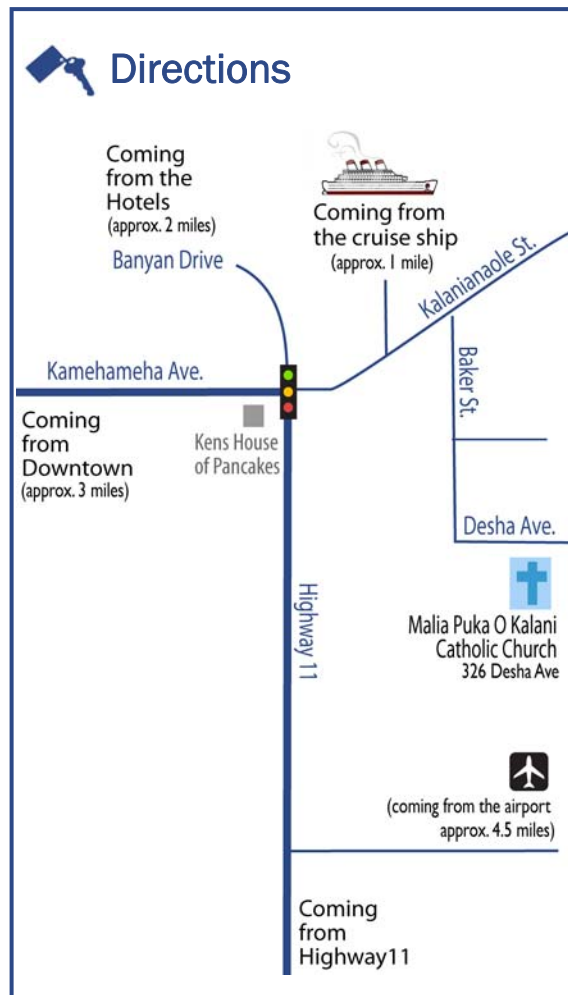 Directions
Coming
from the
Hotels
(approx. 2 miles)
Banyan Drive
Coming from
the cruise ship
(approx. 1 mile)
Kalanianaole St.
Kamehameha Ave.
Baker St.
Coming
from
Downtown
(approx. 3 miles)
Kens House
of Pancakes
Desha Ave.
Highway 11
Malia Puka O Kalani
Catholic Church
326 Desha Ave
(coming from the airport
approx. 4.5 miles)
Coming
from
Highway11